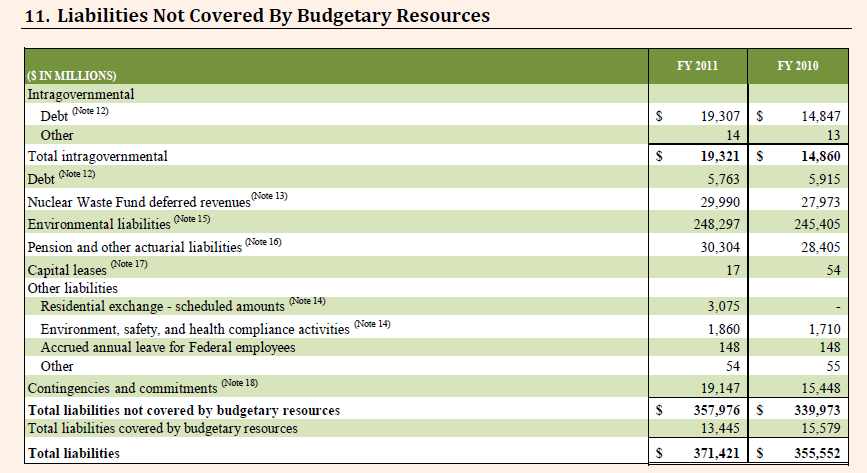 11. Liabilities Not Covered By Budgetary Resources
($ IN MILLIONS) FY 2011 FY 2010
Intragovernmental
Debt (Note 12) $ 19,307 $ 14,847
Other 14 13
Total intragovernmental $ 19,321 $ 14,860
Debt (Note 12) 5,763 5,915
Nuclear Waste Fund deferred revenues (Note 13) 29,990 27,973
Environmental liabilities (Note 15) 248,297 245,405
Pension and other actuarial liabilities (Note 16) 30,304 28,405
Capital leases (Note 17) 17 54
Other liabilities
Residential exchange - scheduled amounts (Note 14) 3,075 -
Environment, safety, and health compliance activities (Note 14) 1,860 1,710
Accrued annual leave for Federal employees 148 148
Other 54 55
Contingencies and commitments (Note 18) 19,147 15,448
Total liabilities not covered by budgetary resources $ 357,976 $ 339,973
Total liabilities covered by budgetary resources 13,445 15,579
Total liabilities $ 371,421 $ 355,552